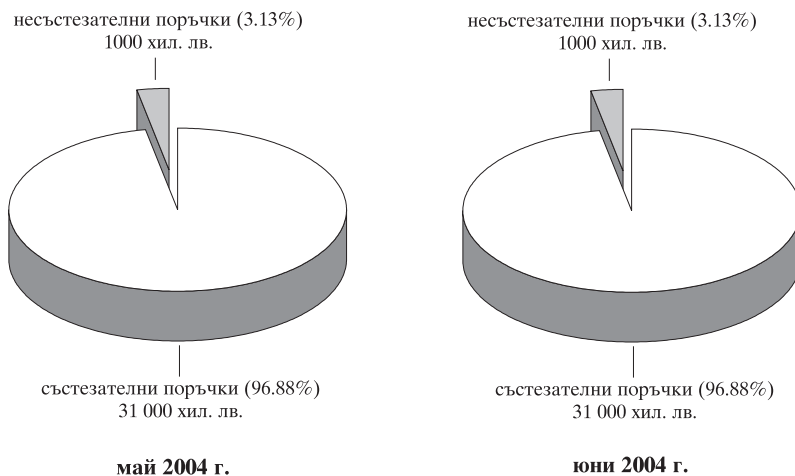 несъстезателни поръчки (3.13%)
1000 хил. лв.
състезателни поръчки (96.88%)
31 000 хил. лв.
май 2004 г.
несъстезателни поръчки (3.13%)
1000 хил. лв.
състезателни поръчки (96.88%)
31 000 хил. лв.
юни 2004 г.